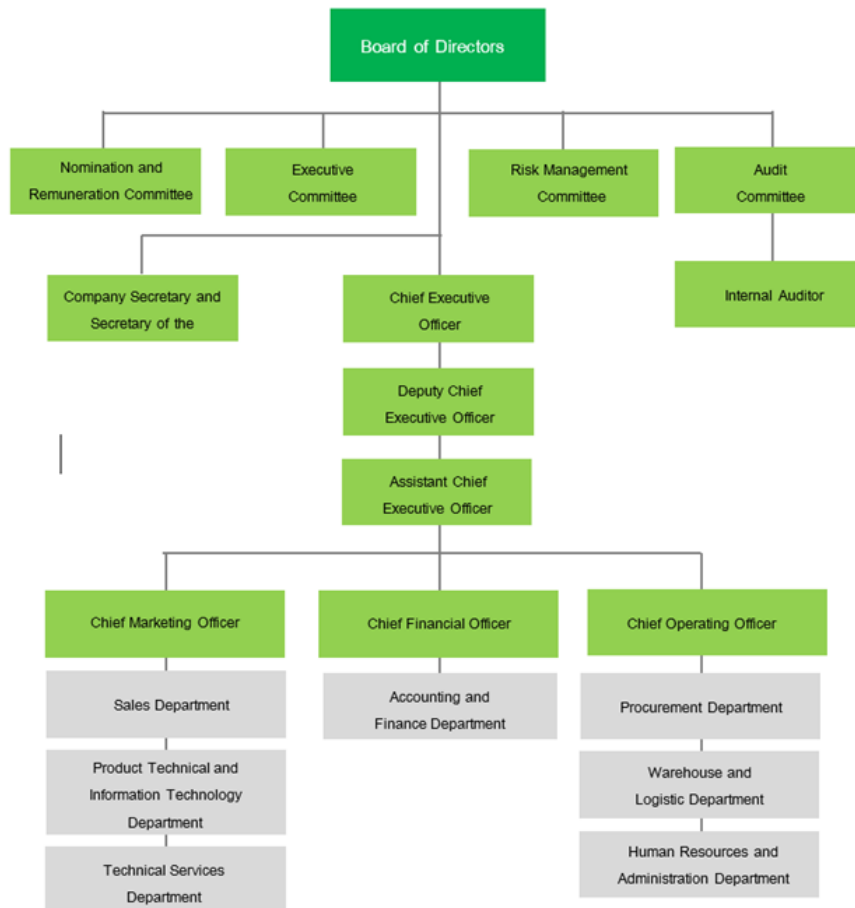 Board of Directors
Nomination and
Remuneration Committee
Executive
Committee
Risk Management
Committee
Audit
Committee
Company Secretary and
Secretary of the
Chief Executive
Officer
Internal Auditor
Deputy Chief
Executive Officer
Assistant Chief
Executive Officer
Chief Marketing Officer
Chief Financial Officer
Chief Operating Officer
Sales Department
Accounting and
Finance Department
Procurement Department
Product Technical and
Information Technology
Department
Warehouse and
Logistic Department
Technical Services
Department
Human Resources and
Administration Department